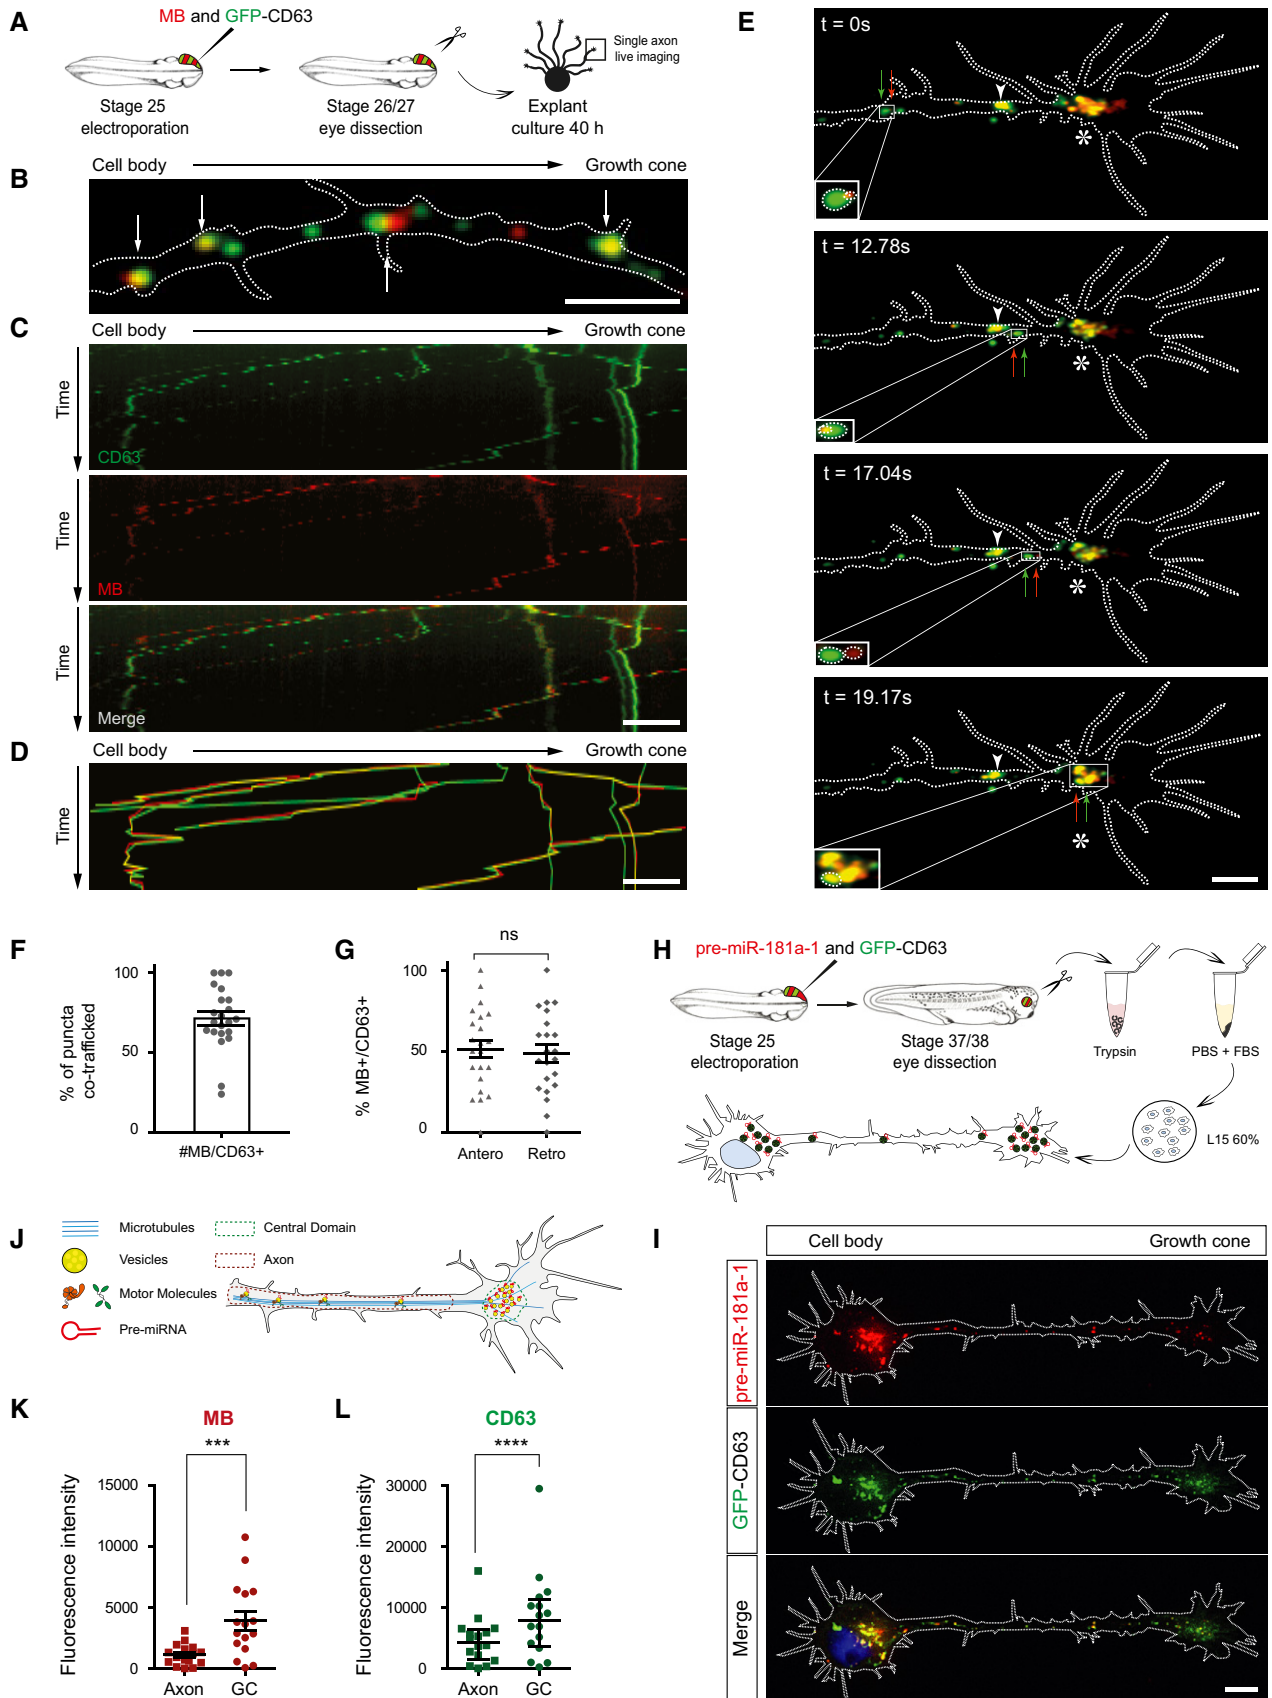 A
MB and GFP-CD63
Single axon
live imaging
Stage 25
electroporation
Stage 26/27
eye dissection
Explant
culture 40 h
B
Cell body
Growth cone
C
Cell body
Growth cone
Time
CD63
Time
MB
Time
Merge
D
Cell body
Growth cone
Time
E
t = 0s
*
t = 12.78s
*
t = 17.04s
*
t = 19.17s
*
F
% of puncta
co-trafficked
100
50
0
#MB/CD63+
G
ns
% MB+/CD63+
100
50
0
Antero
Retro
H
pre-miR-181a-1 and GFP-CD63
Stage 25
electroporation
Stage 37/38
eye dissection
Trypsin
PBS + FBS
L15 60%
J
Microtubules
Central Domain
Vesicles
Axon
Motor Molecules
Pre-miRNA
I
Cell body
Growth cone
pre-miR-181a-1
GFP-CD63
Merge
K
MB
***
Fluorescence intensity
15000
10000
5000
0
Axon
GC
L
CD63
****
Fluorescence intensity
30000
20000
10000
0
Axon
GC